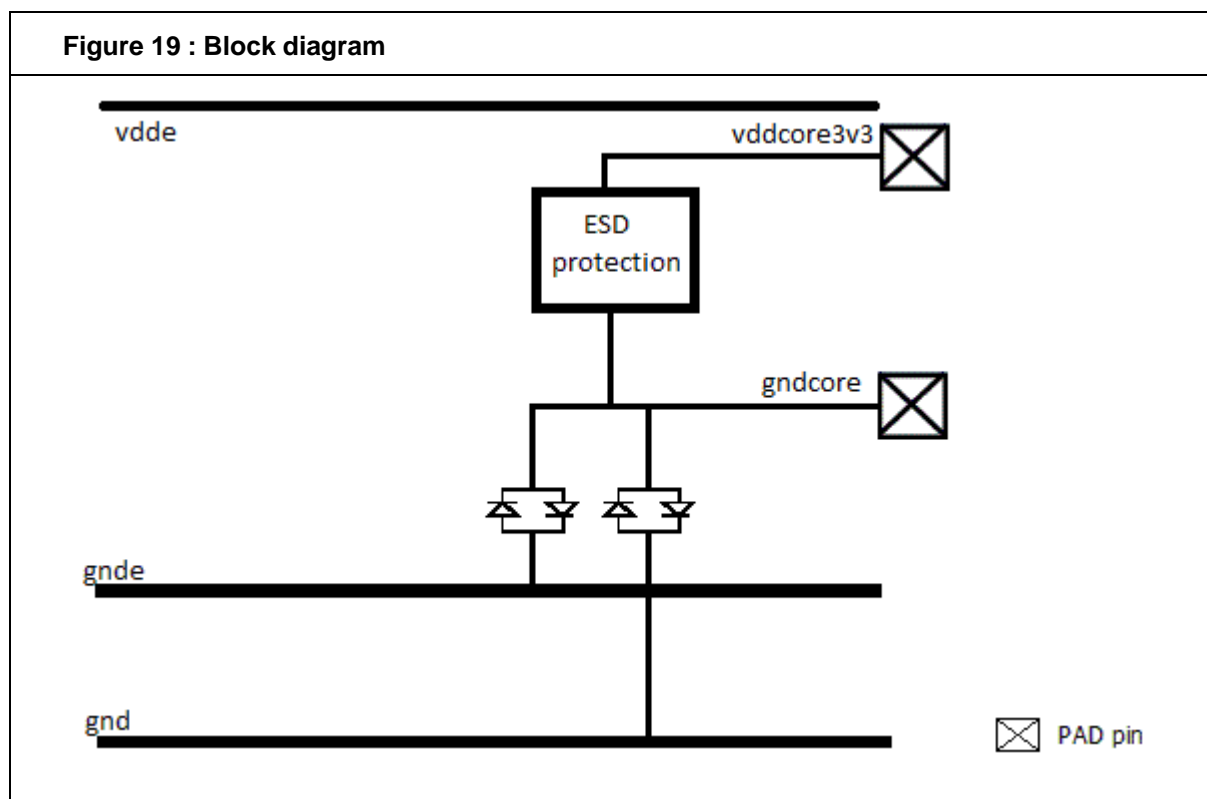 Figure 19 : Block diagram
vdde
vddcore3v3
ESD
protection
gndcore
gnde
gnd
PAD pin